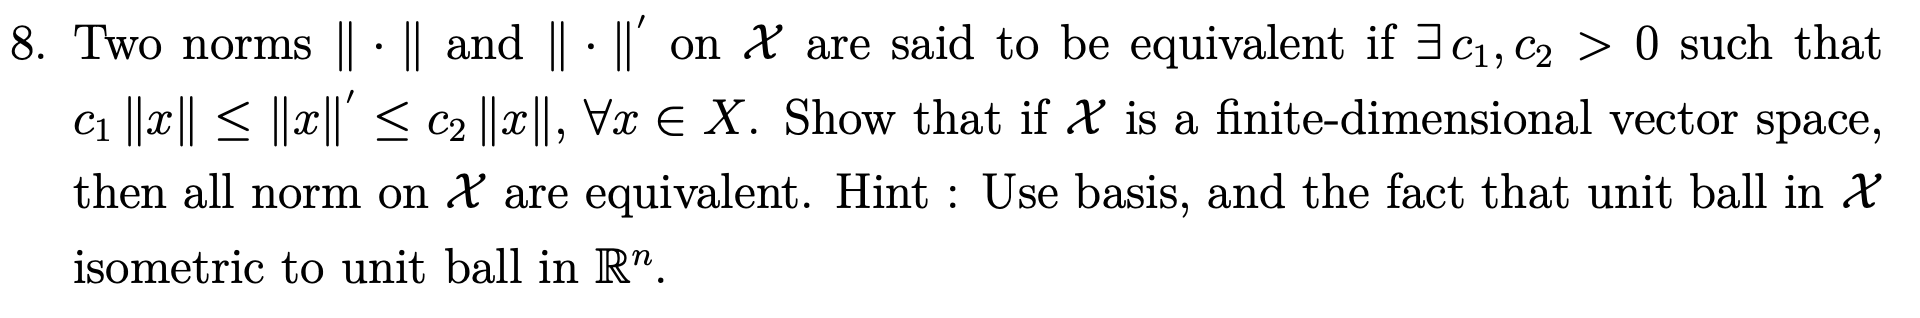 8. Two norms ‖ · ‖ and ‖ · ‖′ on 𝒳 are said to be equivalent if ∃ c₁, c₂ > 0 such that
c₁ ‖x‖ ≤ ‖x‖′ ≤ c₂ ‖x‖, ∀x ∈ X. Show that if 𝒳 is a finite-dimensional vector space,
then all norm on 𝒳 are equivalent. Hint : Use basis, and the fact that unit ball in 𝒳
isometric to unit ball in ℝⁿ.